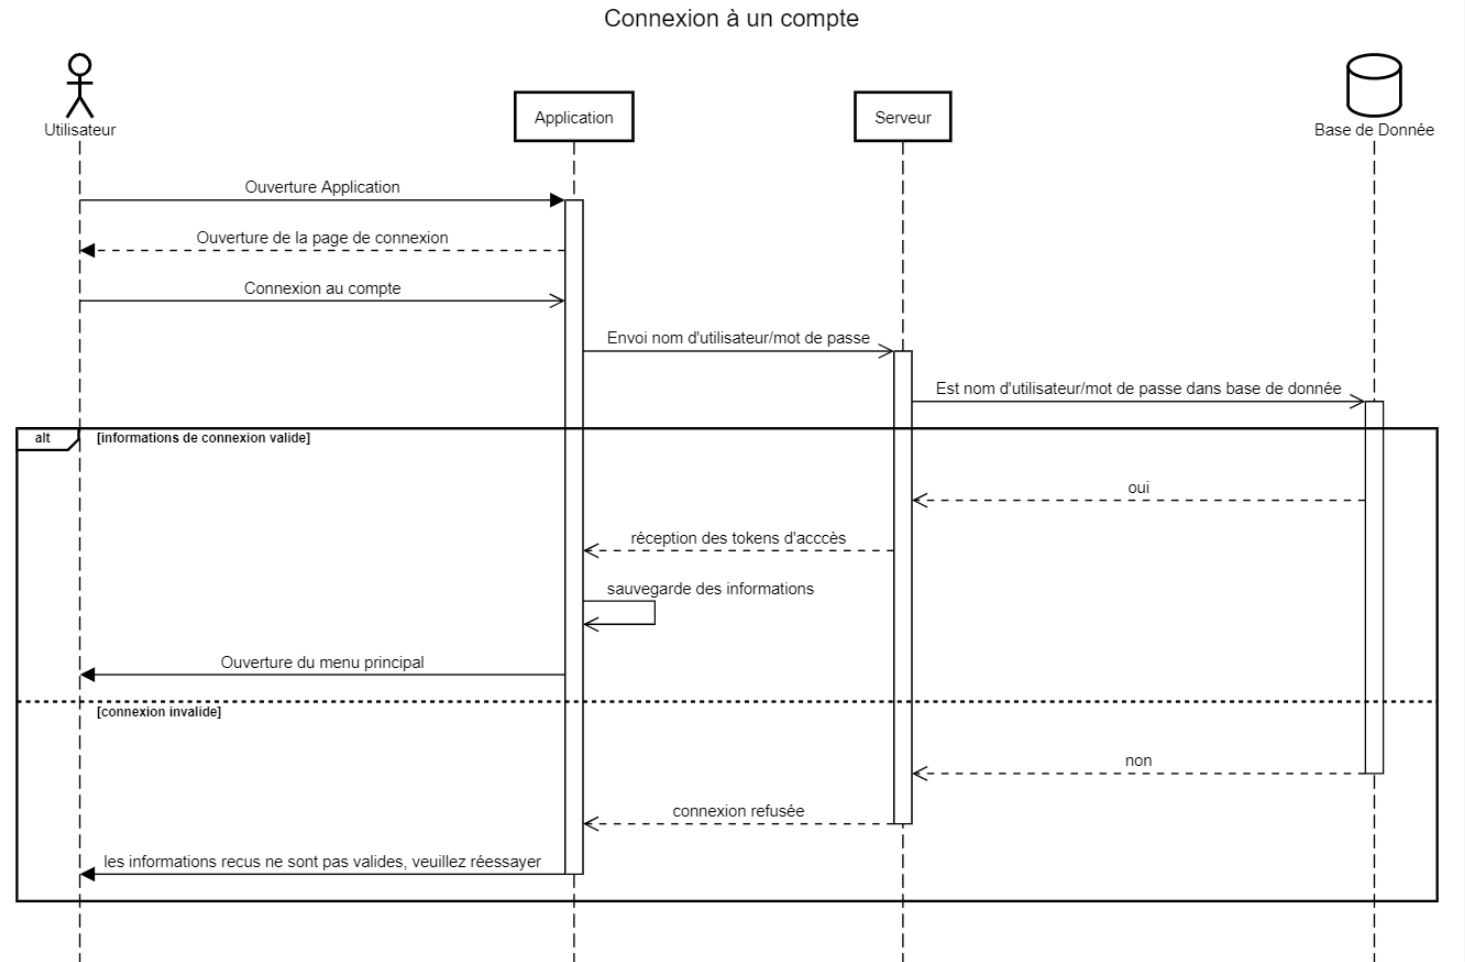 Connexion à un compte
Utilisateur
Application
Serveur
Base de Donnée
Ouverture Application
Ouverture de la page de connexion
Connexion au compte
Envoi nom d'utilisateur/mot de passe
Est nom d'utilisateur/mot de passe dans base de donnée
alt
[informations de connexion valide]
oui
réception des tokens d'acccès
sauvegarde des informations
Ouverture du menu principal
[connexion invalide]
non
connexion refusée
les informations recus ne sont pas valides, veuillez réessayer